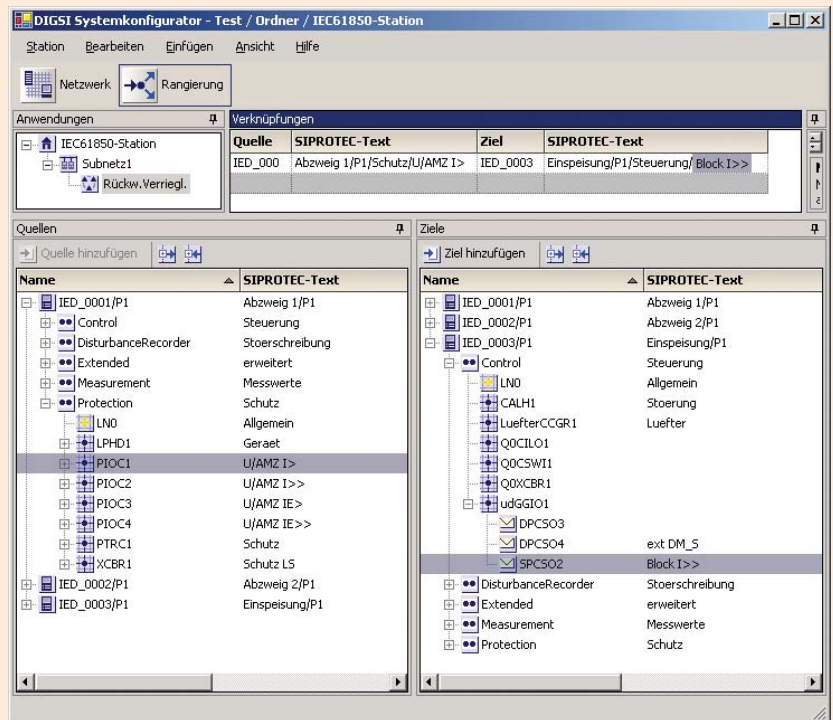 DIGSI Systemkonfigurator - Test / Ordner / IEC61850-Station
Station Bearbeiten Einfügen Ansicht Hilfe
Netzwerk Rangierung
Anwendungen
IEC61850-Station
Subnetz1
Rückw.Verriegl.
Verknüpfungen
Quelle SIPROTEC-Text Ziel SIPROTEC-Text
IED_000 Abzweig 1/P1/Schutz/U/AMZ I> IED_0003 Einspeisung/P1/Steuerung/ Block I>>
Quellen
Quelle hinzufügen
Name SIPROTEC-Text
IED_0001/P1 Abzweig 1/P1
Control Steuerung
DisturbanceRecorder Stoerschreibung
Extended erweitert
Measurement Messwerte
Protection Schutz
LN0 Allgemein
LPHD1 Geraet
PIOC1 U/AMZ I>
PIOC2 U/AMZ I>>
PIOC3 U/AMZ IE>
PIOC4 U/AMZ IE>>
PTRC1 Schutz
XCBR1 Schutz LS
IED_0002/P1 Abzweig 2/P1
IED_0003/P1 Einspeisung/P1
Ziele
Ziel hinzufügen
Name SIPROTEC-Text
IED_0001/P1 Abzweig 1/P1
IED_0002/P1 Abzweig 2/P1
IED_0003/P1 Einspeisung/P1
Control Steuerung
LN0 Allgemein
CALH1 Stoerung
LuefterCCGR1 Luefter
Q0CILO1
Q0CSWI1
Q0XCBR1
udGGIO1
DPCSO3
DPCSO4 ext DM_S
SPCSO2 Block I>>
DisturbanceRecorder Stoerschreibung
Extended erweitert
Measurement Messwerte
Protection Schutz